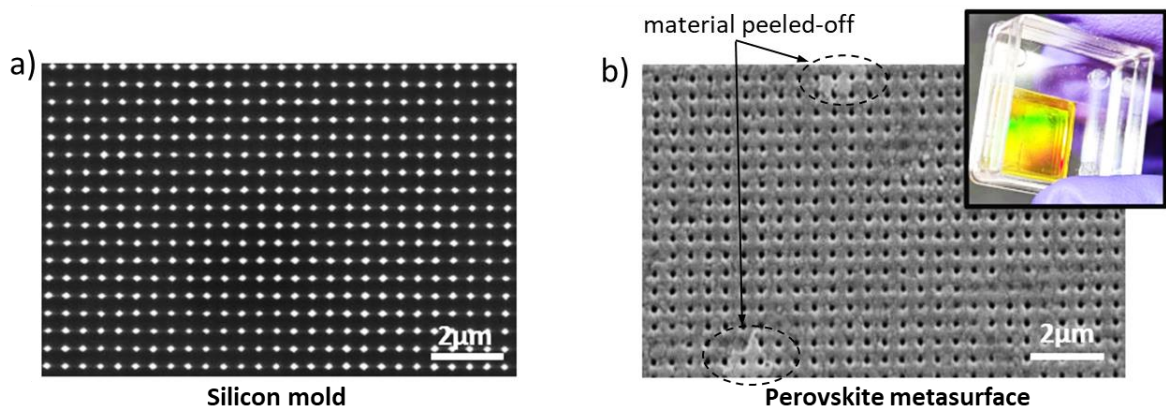 material peeled-off
a)
b)
2μm
2μm
Silicon mold
Perovskite metasurface